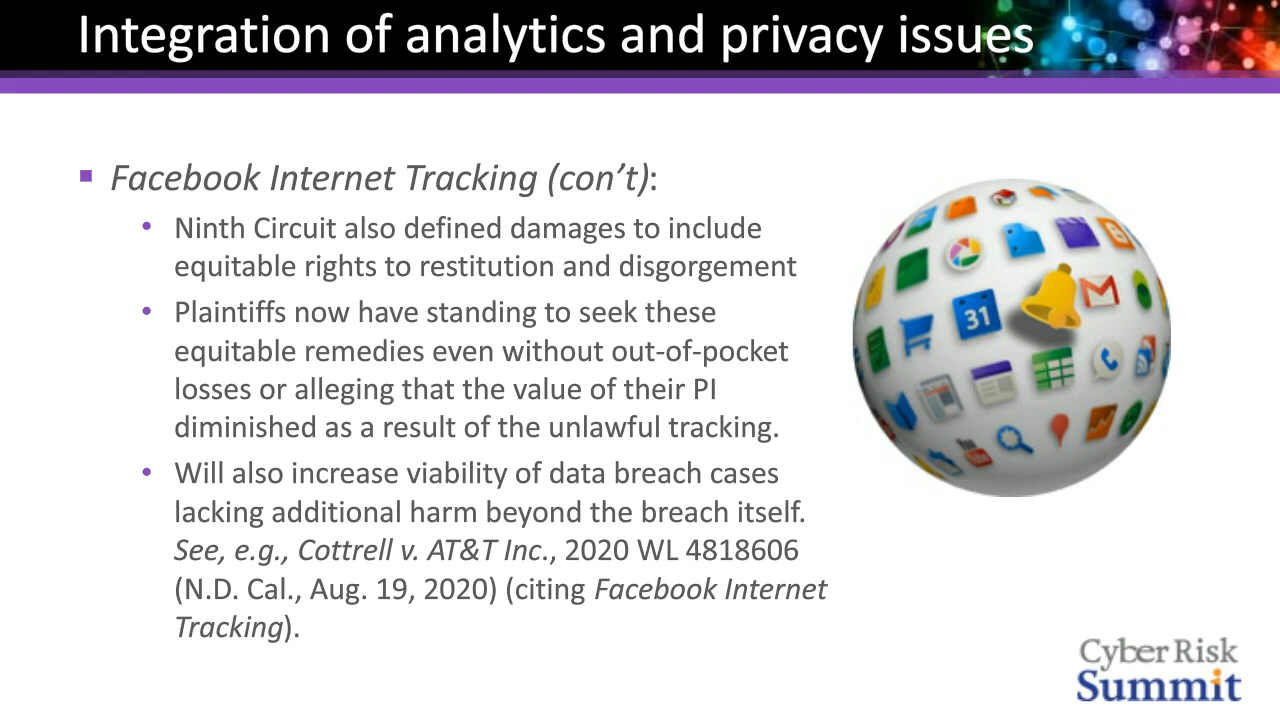 Integration of analytics and privacy issues
▪ Facebook Internet Tracking (con’t):
• Ninth Circuit also defined damages to include
equitable rights to restitution and disgorgement
• Plaintiffs now have standing to seek these
equitable remedies even without out-of-pocket
losses or alleging that the value of their PI
diminished as a result of the unlawful tracking.
• Will also increase viability of data breach cases
lacking additional harm beyond the breach itself.
See, e.g., Cottrell v. AT&T Inc., 2020 WL 4818606
(N.D. Cal., Aug. 19, 2020) (citing Facebook Internet
Tracking).
31
You
Cyber Risk
Summit